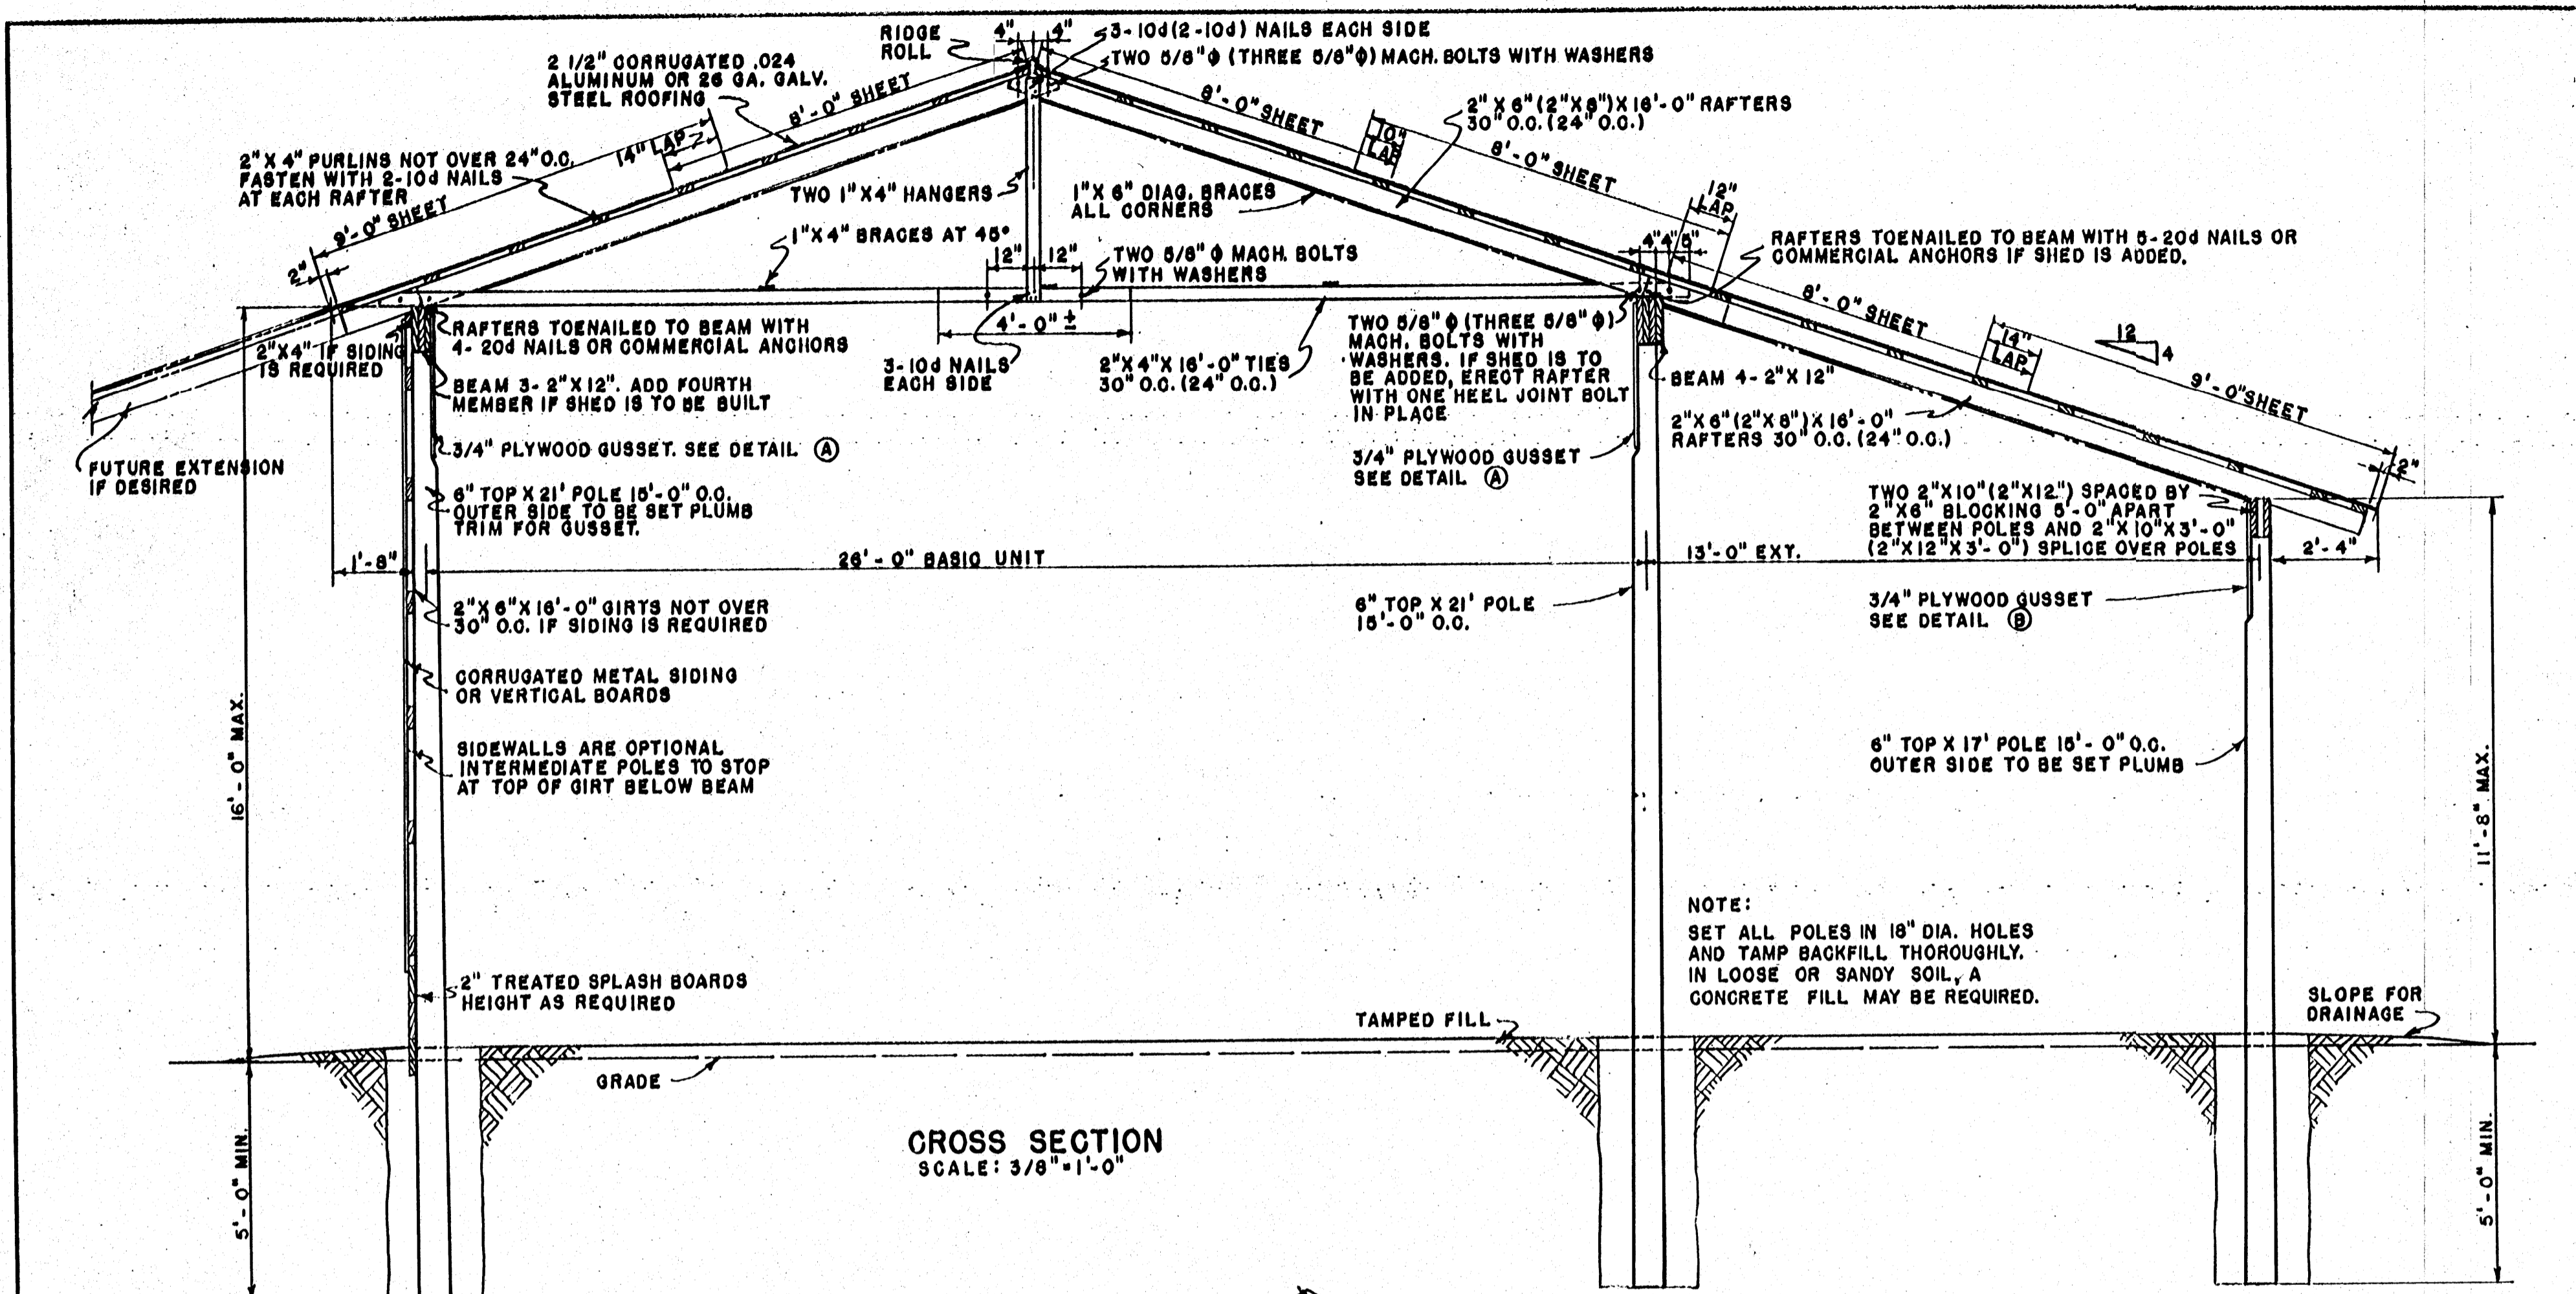 RIDGE
ROLL
4" 4"
3-10d (2-10d) NAILS EACH SIDE
TWO 5/8" Φ (THREE 5/8" Φ) MACH. BOLTS WITH WASHERS
2 1/2" CORRUGATED .024
ALUMINUM OR 26 GA. GALV.
STEEL ROOFING
8'-0" SHEET
14" LAP
2" X 4" PURLINS NOT OVER 24" O.C.
FASTEN WITH 2-10d NAILS
AT EACH RAFTER
9'-0" SHEET
2"
8'-0" SHEET
10"
LAP
2" X 6" (2" X 8") X 16'-0" RAFTERS
30" O.C. (24" O.C.)
8'-0" SHEET
12"
LAP
TWO 1" X 4" HANGERS
1" X 6" DIAG. BRACES
ALL CORNERS
1" X 4" BRACES AT 45°
12" 12"
TWO 5/8" Φ MACH. BOLTS
WITH WASHERS
4" 4" 5"
RAFTERS TOENAILED TO BEAM WITH 5-20d NAILS OR
COMMERCIAL ANCHORS IF SHED IS ADDED.
8'-0" SHEET
14"
LAP
12
4
9'-0" SHEET
2"
2" X 4" IF SIDING
IS REQUIRED
RAFTERS TOENAILED TO BEAM WITH
4-20d NAILS OR COMMERCIAL ANCHORS
4'-0" ±
3-10d NAILS
EACH SIDE
2" X 4" X 16'-0" TIES
30" O.C. (24" O.C.)
TWO 5/8" Φ (THREE 5/8" Φ)
MACH. BOLTS WITH
WASHERS. IF SHED IS TO
BE ADDED, ERECT RAFTER
WITH ONE HEEL JOINT BOLT
IN PLACE
BEAM 4-2" X 12"
2" X 6" (2" X 8") X 16'-0"
RAFTERS 30" O.C. (24" O.C.)
BEAM 3-2" X 12". ADD FOURTH
MEMBER IF SHED IS TO BE BUILT
3/4" PLYWOOD GUSSET. SEE DETAIL Ⓐ
3/4" PLYWOOD GUSSET
SEE DETAIL Ⓐ
FUTURE EXTENSION
IF DESIRED
6" TOP X 21' POLE 15'-0" O.C.
OUTER SIDE TO BE SET PLUMB
TRIM FOR GUSSET.
TWO 2" X 10" (2" X 12") SPACED BY
2" X 6" BLOCKING 5'-0" APART
BETWEEN POLES AND 2" X 10" X 3'-0"
(2" X 12" X 3'-0") SPLICE OVER POLES
1'-8"
26'-0" BASIC UNIT
13'-0" EXT.
2'-4"
2" X 6" X 16'-0" GIRTS NOT OVER
30" O.C. IF SIDING IS REQUIRED
6" TOP X 21' POLE
15'-0" O.C.
3/4" PLYWOOD GUSSET
SEE DETAIL Ⓑ
CORRUGATED METAL SIDING
OR VERTICAL BOARDS
SIDEWALLS ARE OPTIONAL
INTERMEDIATE POLES TO STOP
AT TOP OF GIRT BELOW BEAM
6" TOP X 17' POLE 15'-0" O.C.
OUTER SIDE TO BE SET PLUMB
16'-0" MAX.
11'-8" MAX.
NOTE:
SET ALL POLES IN 18" DIA. HOLES
AND TAMP BACKFILL THOROUGHLY.
IN LOOSE OR SANDY SOIL, A
CONCRETE FILL MAY BE REQUIRED.
2" TREATED SPLASH BOARDS
HEIGHT AS REQUIRED
TAMPED FILL
SLOPE FOR
DRAINAGE
GRADE
5'-0" MIN.
5'-0" MIN.
CROSS SECTION
SCALE: 3/8" = 1'-0"